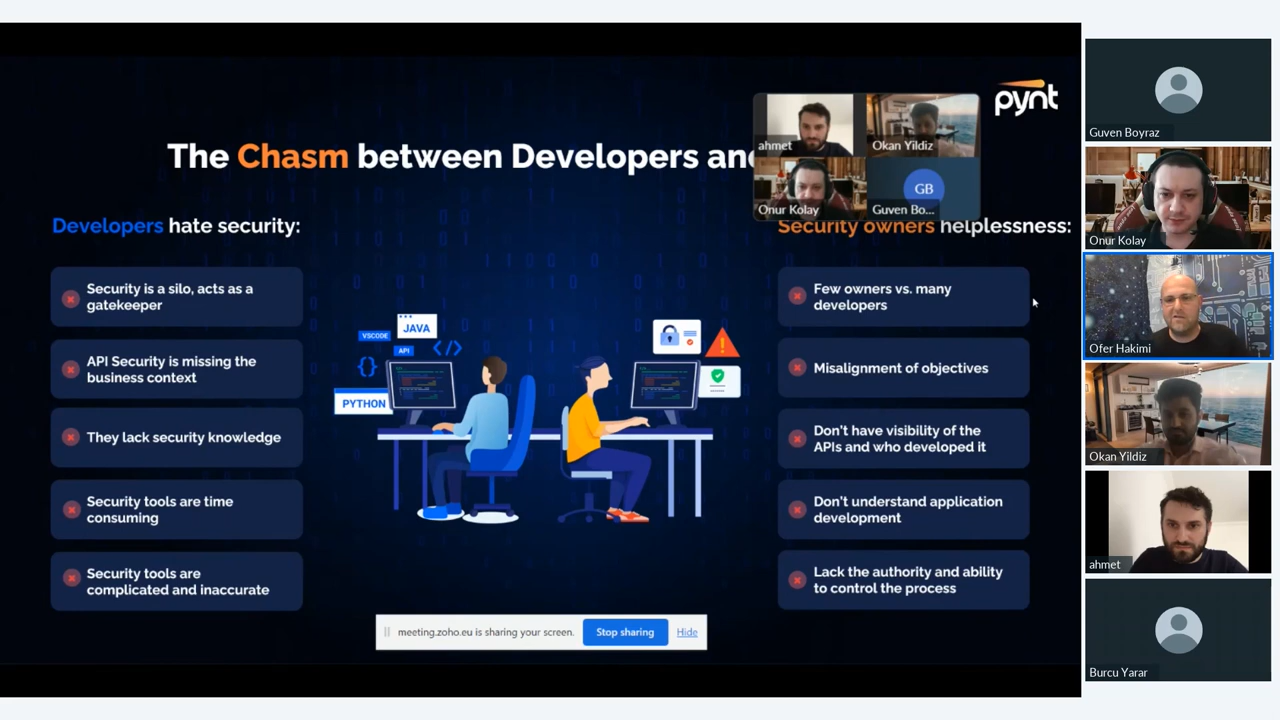 pynt
The Chasm between Developers and
ahmet
Okan Yildiz
Onur Kolay
GB
Guven Bo...
Developers hate security:
Security is a silo, acts as a
gatekeeper
API Security is missing the
business context
They lack security knowledge
Security tools are time
consuming
Security tools are
complicated and inaccurate
VSCODE
JAVA
API
</>
{}
PYTHON
Security owners helplessness:
Few owners vs. many
developers
Misalignment of objectives
Don't have visibility of the
APIs and who developed it
Don't understand application
development
Lack the authority and ability
to control the process
meeting.zoho.eu is sharing your screen.
Stop sharing
Hide
Guven Boyraz
Onur Kolay
Ofer Hakimi
Okan Yildiz
ahmet
Burcu Yarar